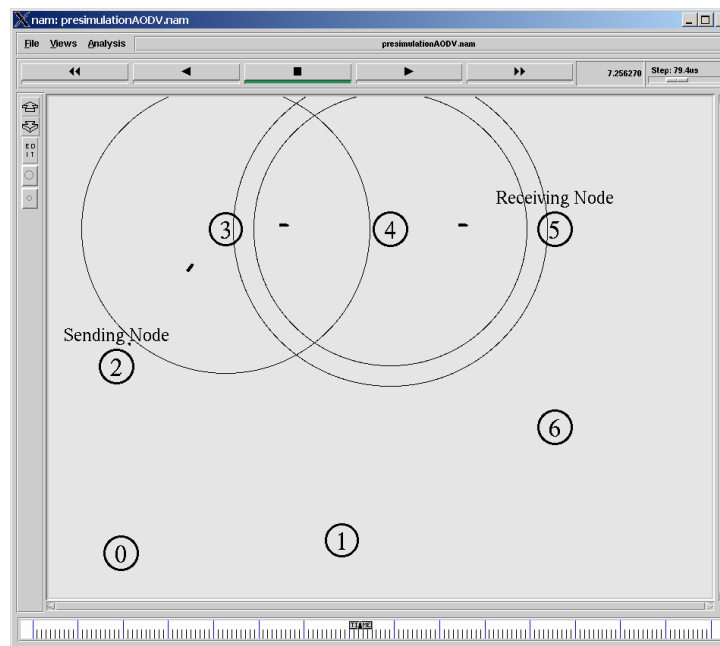 nam: presimulationAODV.nam
File Views Analysis presimulationAODV.nam
7.256270 Step: 79.4us
E D
I T
Receiving Node
3 4 5
Sending Node
2
6
1
0
TIME